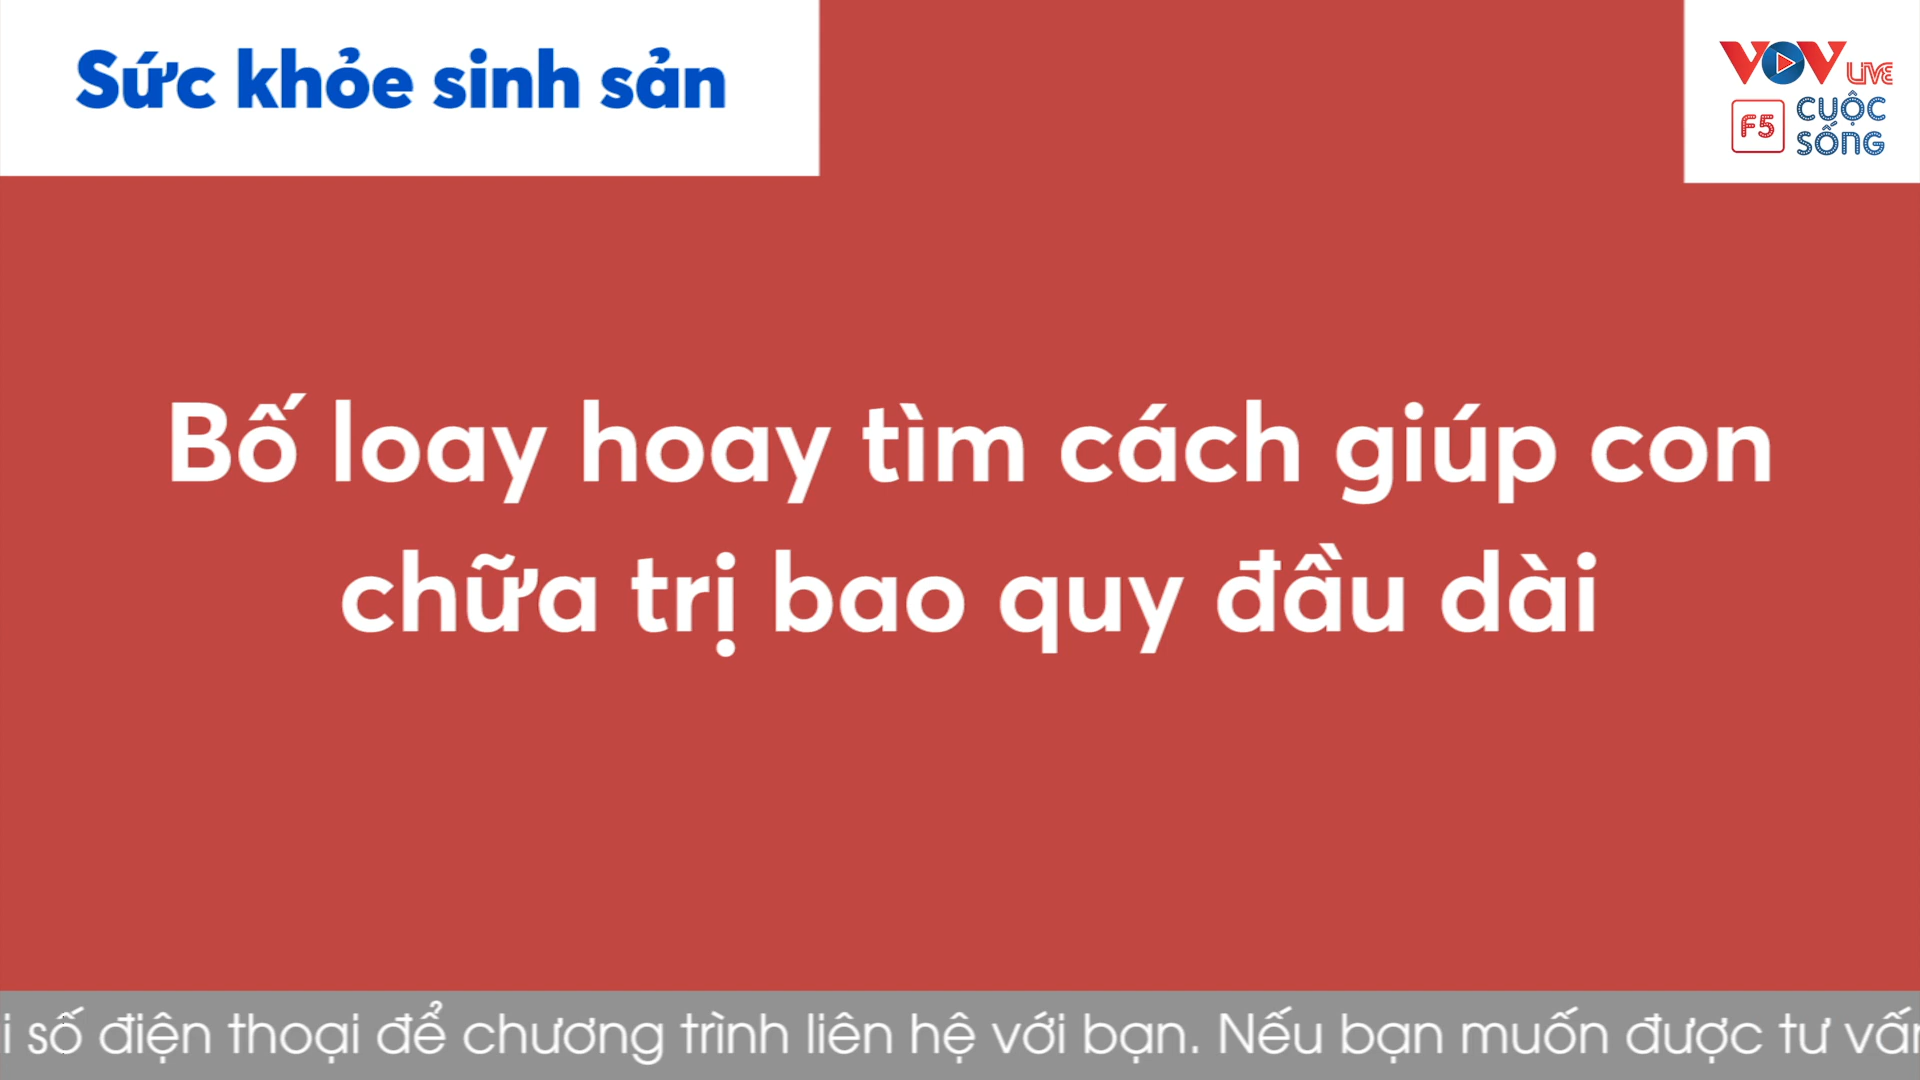 Sức khỏe sinh sản
VOV LIVE
F5 CUỘC SỐNG
Bố loay hoay tìm cách giúp con
chữa trị bao quy đầu dài
i số điện thoại để chương trình liên hệ với bạn. Nếu bạn muốn được tư vấn